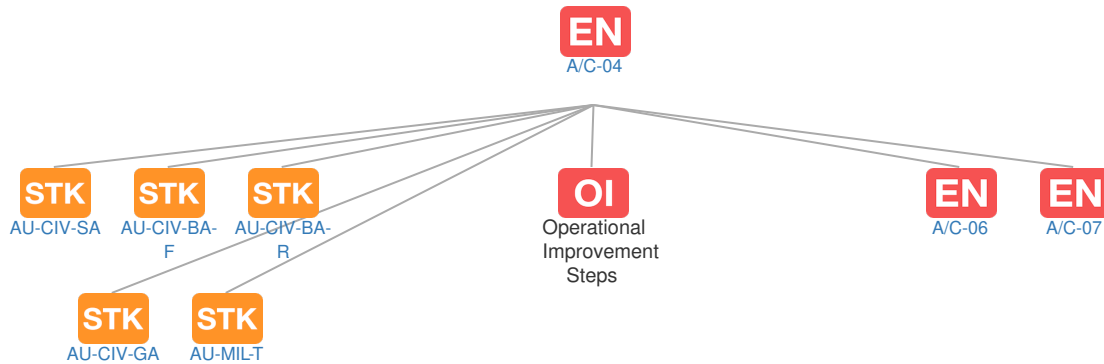 EN
A/C-04
STK
AU-CIV-SA
STK
AU-CIV-BA-
F
STK
AU-CIV-BA-
R
OI
Operational
Improvement
Steps
EN
A/C-06
EN
A/C-07
STK
AU-CIV-GA
STK
AU-MIL-T